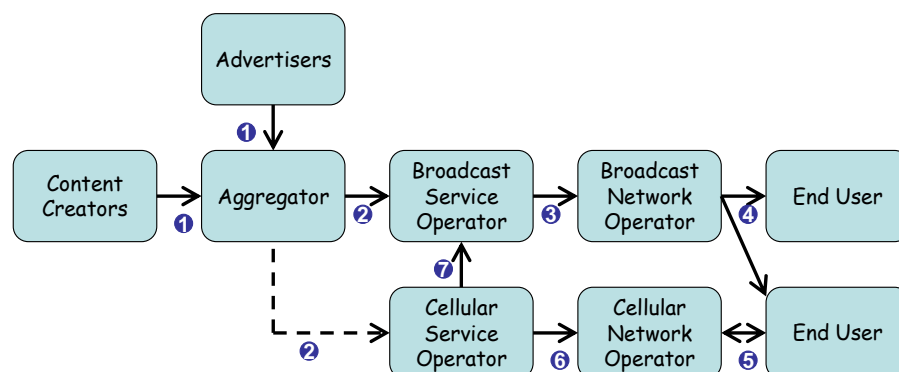 Advertisers
1
Content
Creators
1
Aggregator
2
Broadcast
Service
Operator
3
Broadcast
Network
Operator
4
End User
7
2
Cellular
Service
Operator
6
Cellular
Network
Operator
5
End User